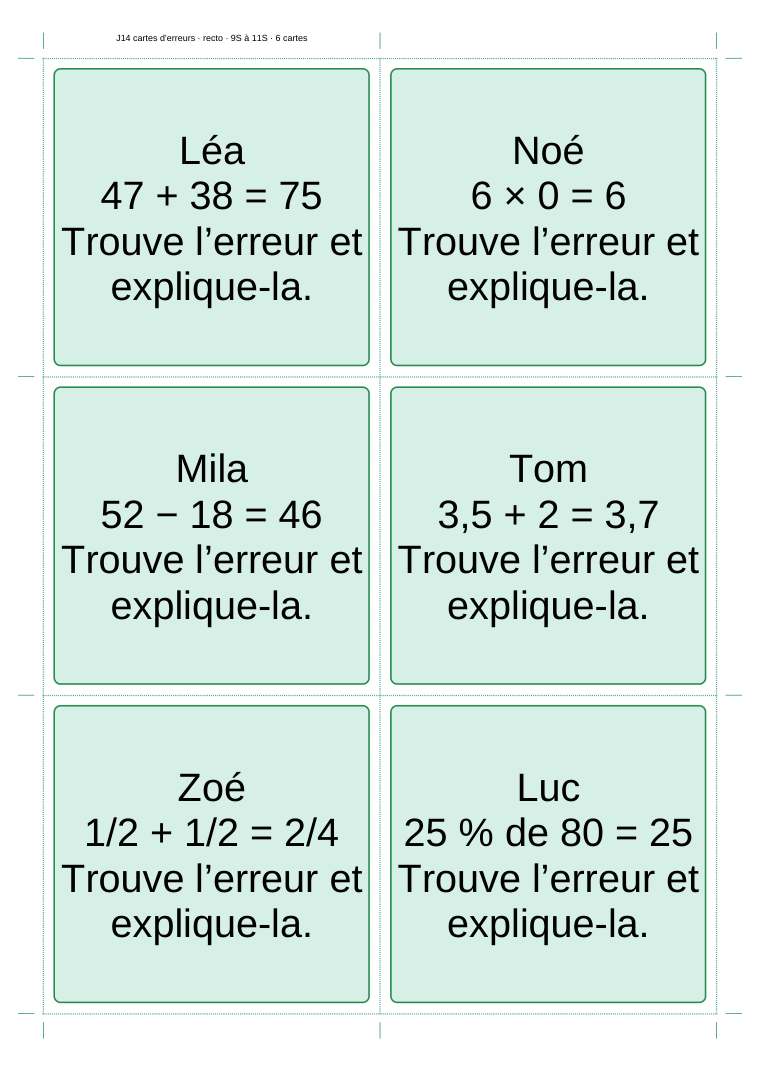 J14 cartes d’erreurs · recto · 9S à 11S · 6 cartes
Léa
47 + 38 = 75
Trouve l’erreur et
explique-la.
Noé
6 × 0 = 6
Trouve l’erreur et
explique-la.
Mila
52 − 18 = 46
Trouve l’erreur et
explique-la.
Tom
3,5 + 2 = 3,7
Trouve l’erreur et
explique-la.
Zoé
1/2 + 1/2 = 2/4
Trouve l’erreur et
explique-la.
Luc
25 % de 80 = 25
Trouve l’erreur et
explique-la.